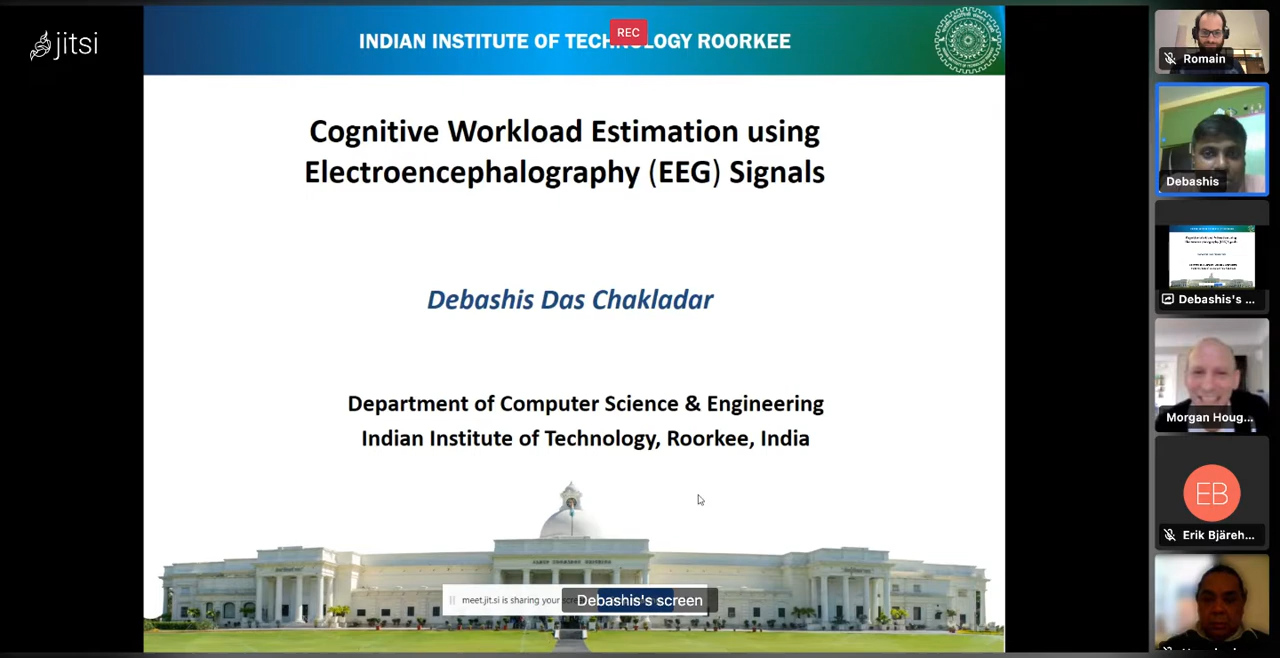 jitsi
REC
INDIAN INSTITUTE OF TECHNOLOGY ROORKEE
Cognitive Workload Estimation using
Electroencephalography (EEG) Signals
Debashis Das Chakladar
Department of Computer Science & Engineering
Indian Institute of Technology, Roorkee, India
meet.jit.si is sharing your
Debashis's screen
Romain
Debashis
Debashis's ...
Morgan Houg...
EB
Erik Bjäreh...